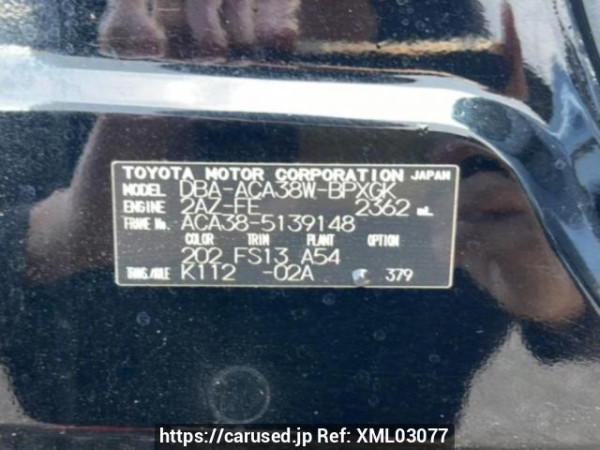 TOYOTA MOTOR CORPORATION JAPAN
MODEL DBA-ACA38W-BPXGK
ENGINE 2AZ-FE 2362 mL
FRAME No. ACA38-5139148
COLOR TRIM PLANT OPTION
202 FS13 A54
TRANS/AXLE K112 -02A 379
https://carused.jp Ref: XML03077